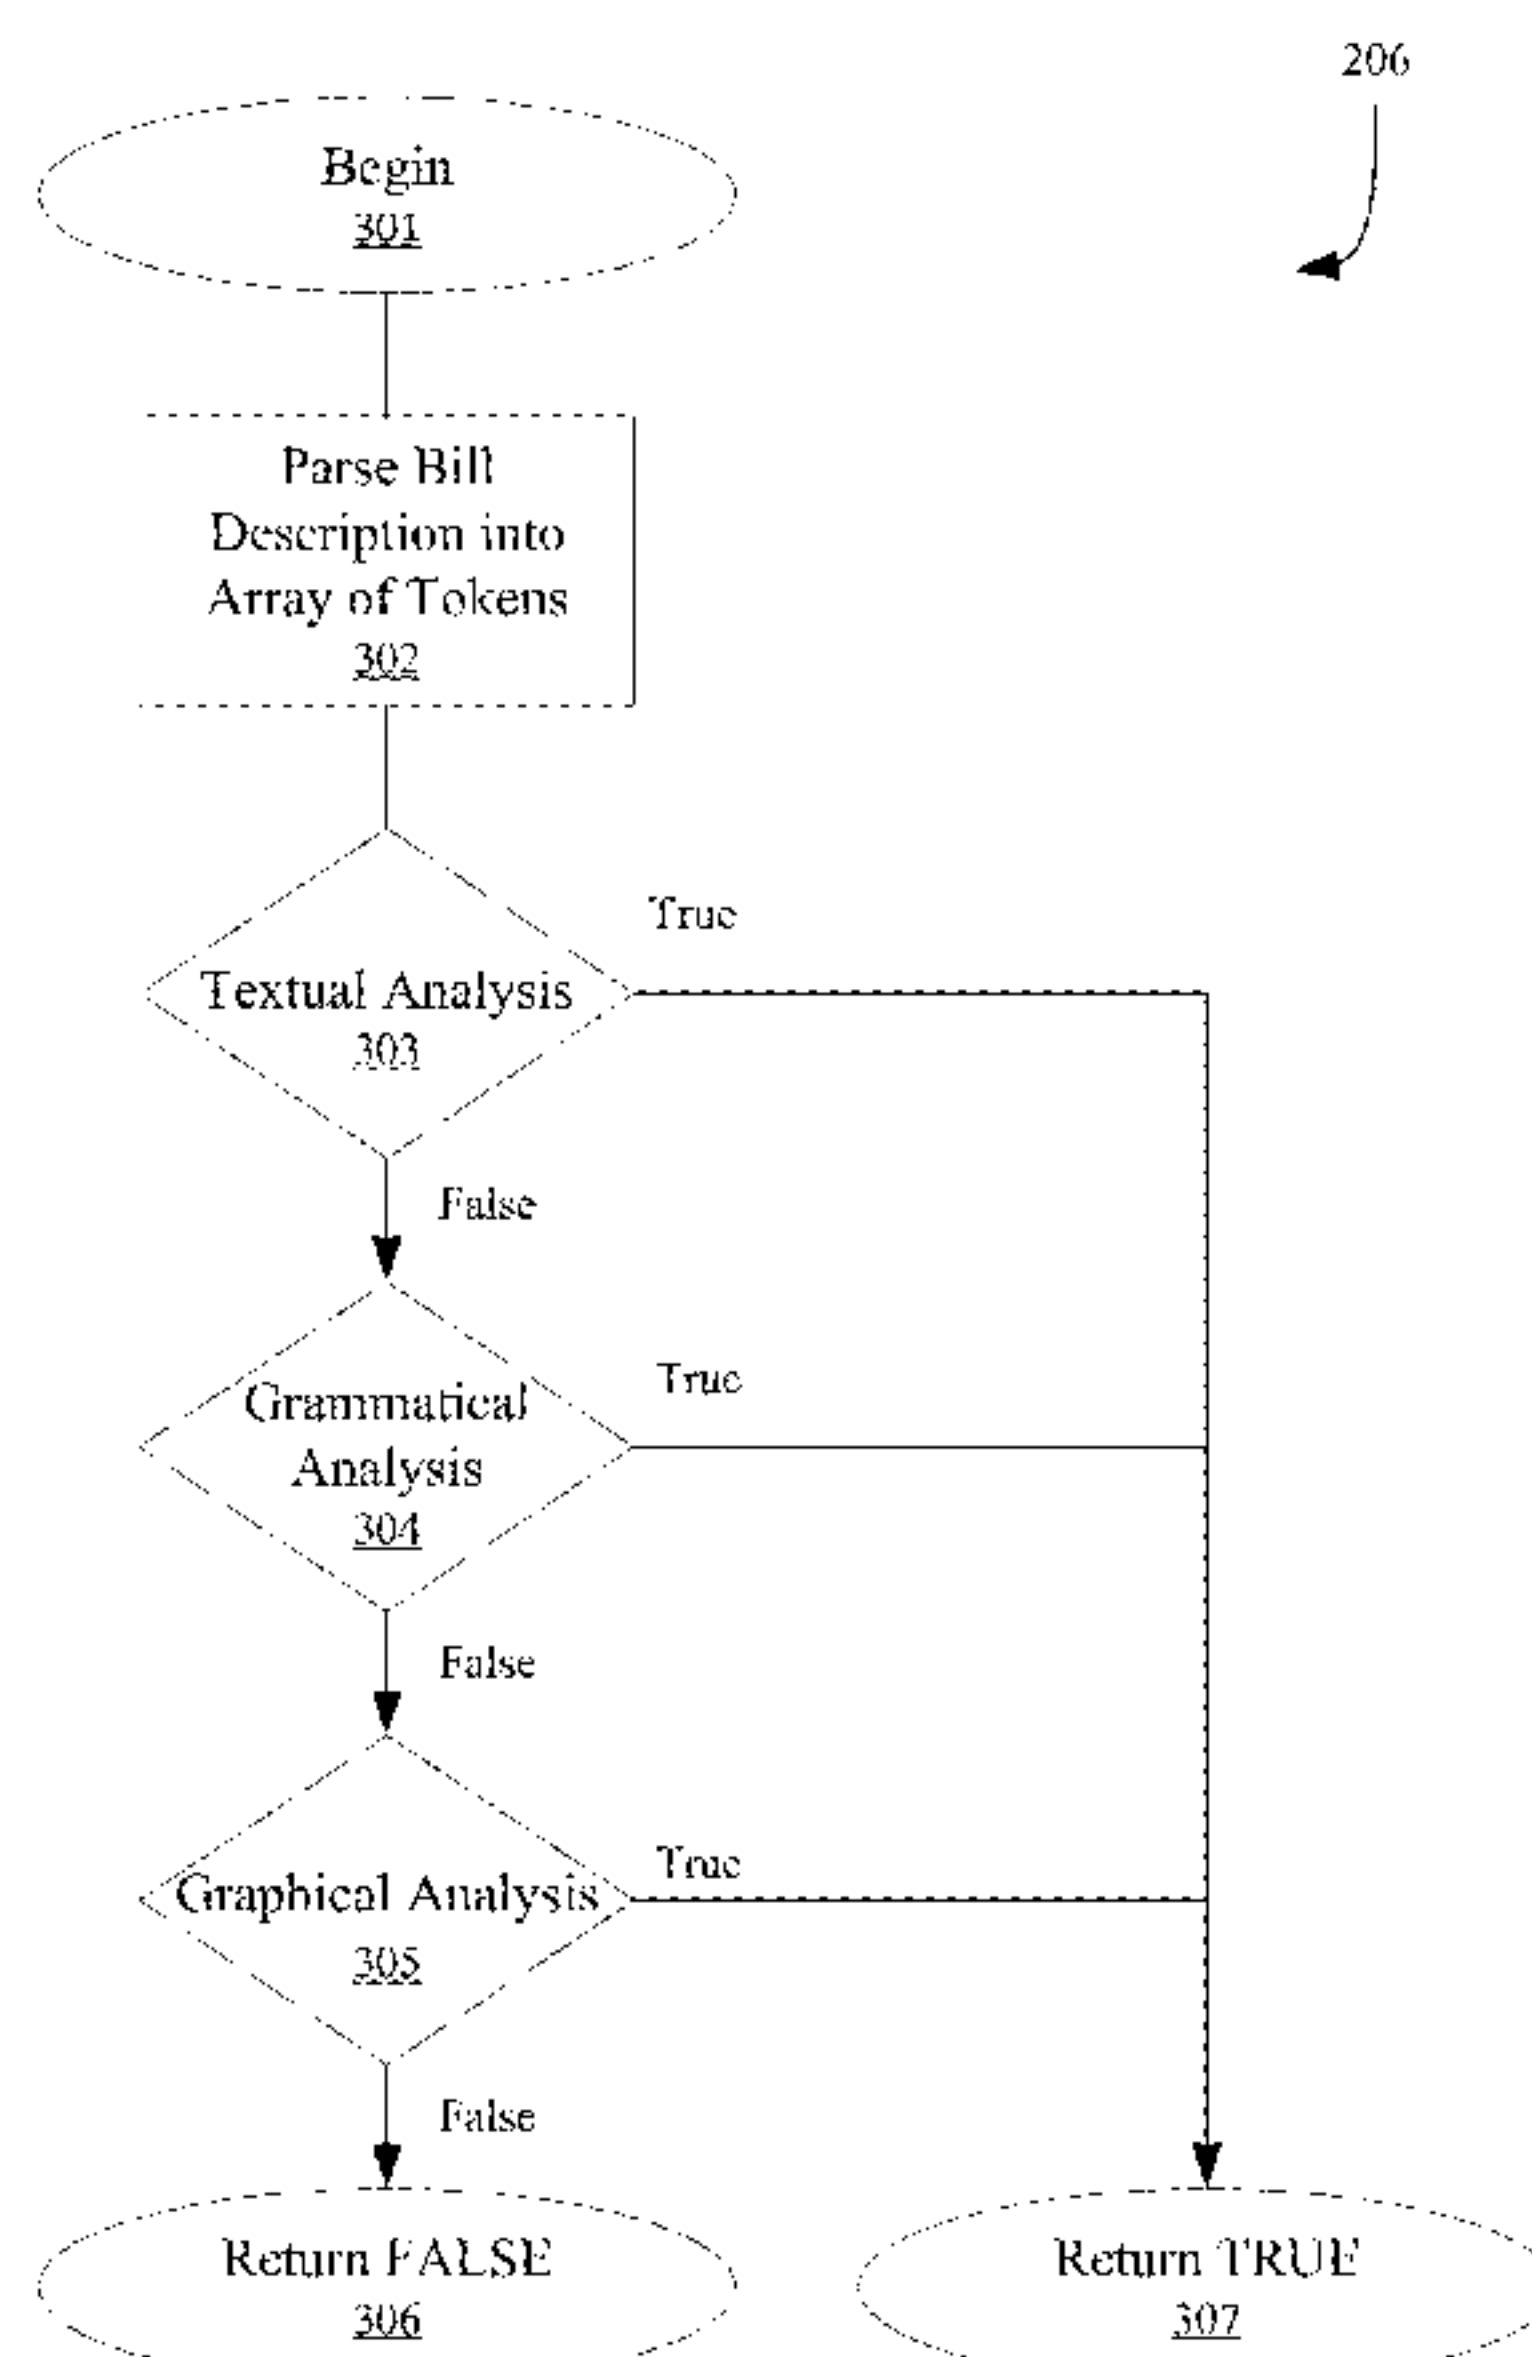 206
Begin
301
Parse Bill
Description into
Array of Tokens
302
True
Textual Analysis
303
False
True
Grammatical
Analysis
304
False
True
Graphical Analysis
305
False
Return FALSE
306
Return TRUE
307